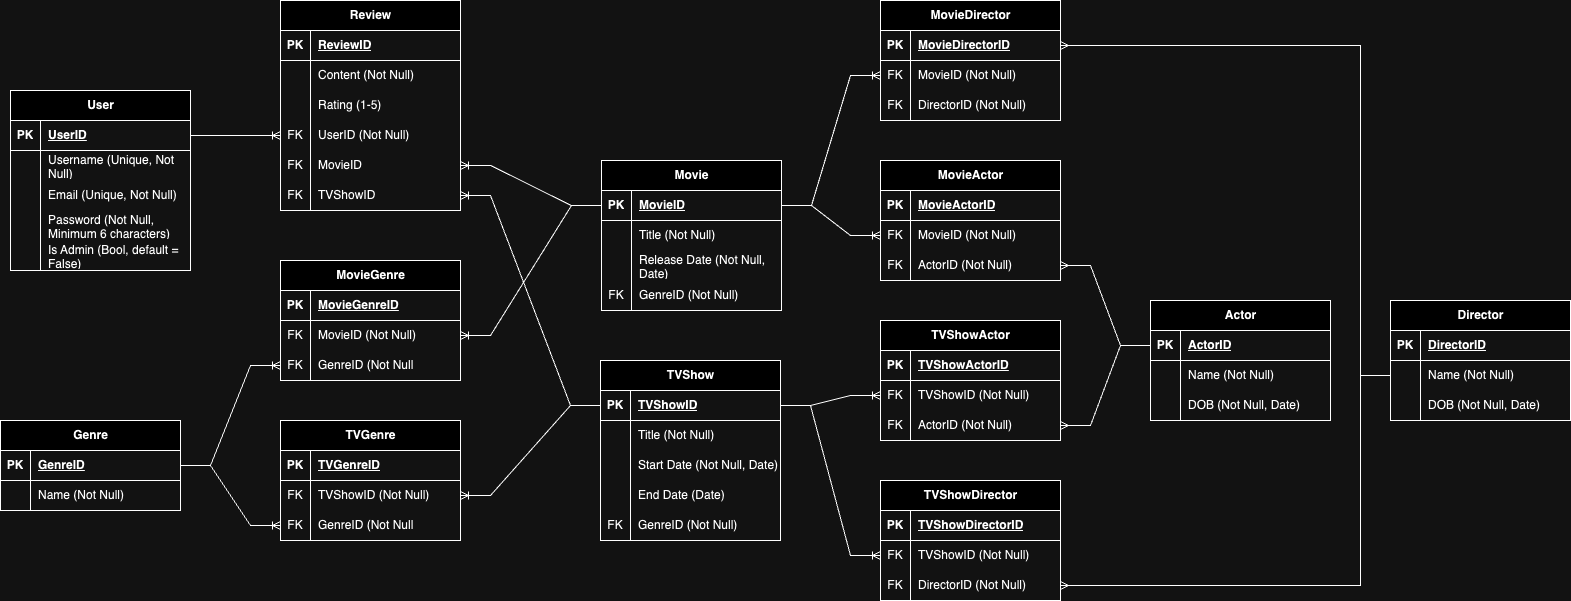 User
PK UserID
Username (Unique, Not
Null)
Email (Unique, Not Null)
Password (Not Null,
Minimum 6 characters)
Is Admin (Bool, default =
False)
Review
PK ReviewID
Content (Not Null)
Rating (1-5)
FK UserID (Not Null)
FK MovieID
FK TVShowID
MovieGenre
PK MovieGenreID
FK MovieID (Not Null)
FK GenreID (Not Null
Genre
PK GenreID
Name (Not Null)
TVGenre
PK TVGenreID
FK TVShowID (Not Null)
FK GenreID (Not Null
Movie
PK MovieID
Title (Not Null)
Release Date (Not Null,
Date)
FK GenreID (Not Null)
TVShow
PK TVShowID
Title (Not Null)
Start Date (Not Null, Date)
End Date (Date)
FK GenreID (Not Null)
MovieDirector
PK MovieDirectorID
FK MovieID (Not Null)
FK DirectorID (Not Null)
MovieActor
PK MovieActorID
FK MovieID (Not Null)
FK ActorID (Not Null)
TVShowActor
PK TVShowActorID
FK TVShowID (Not Null)
FK ActorID (Not Null)
TVShowDirector
PK TVShowDirectorID
FK TVShowID (Not Null)
FK DirectorID (Not Null)
Actor
PK ActorID
Name (Not Null)
DOB (Not Null, Date)
Director
PK DirectorID
Name (Not Null)
DOB (Not Null, Date)